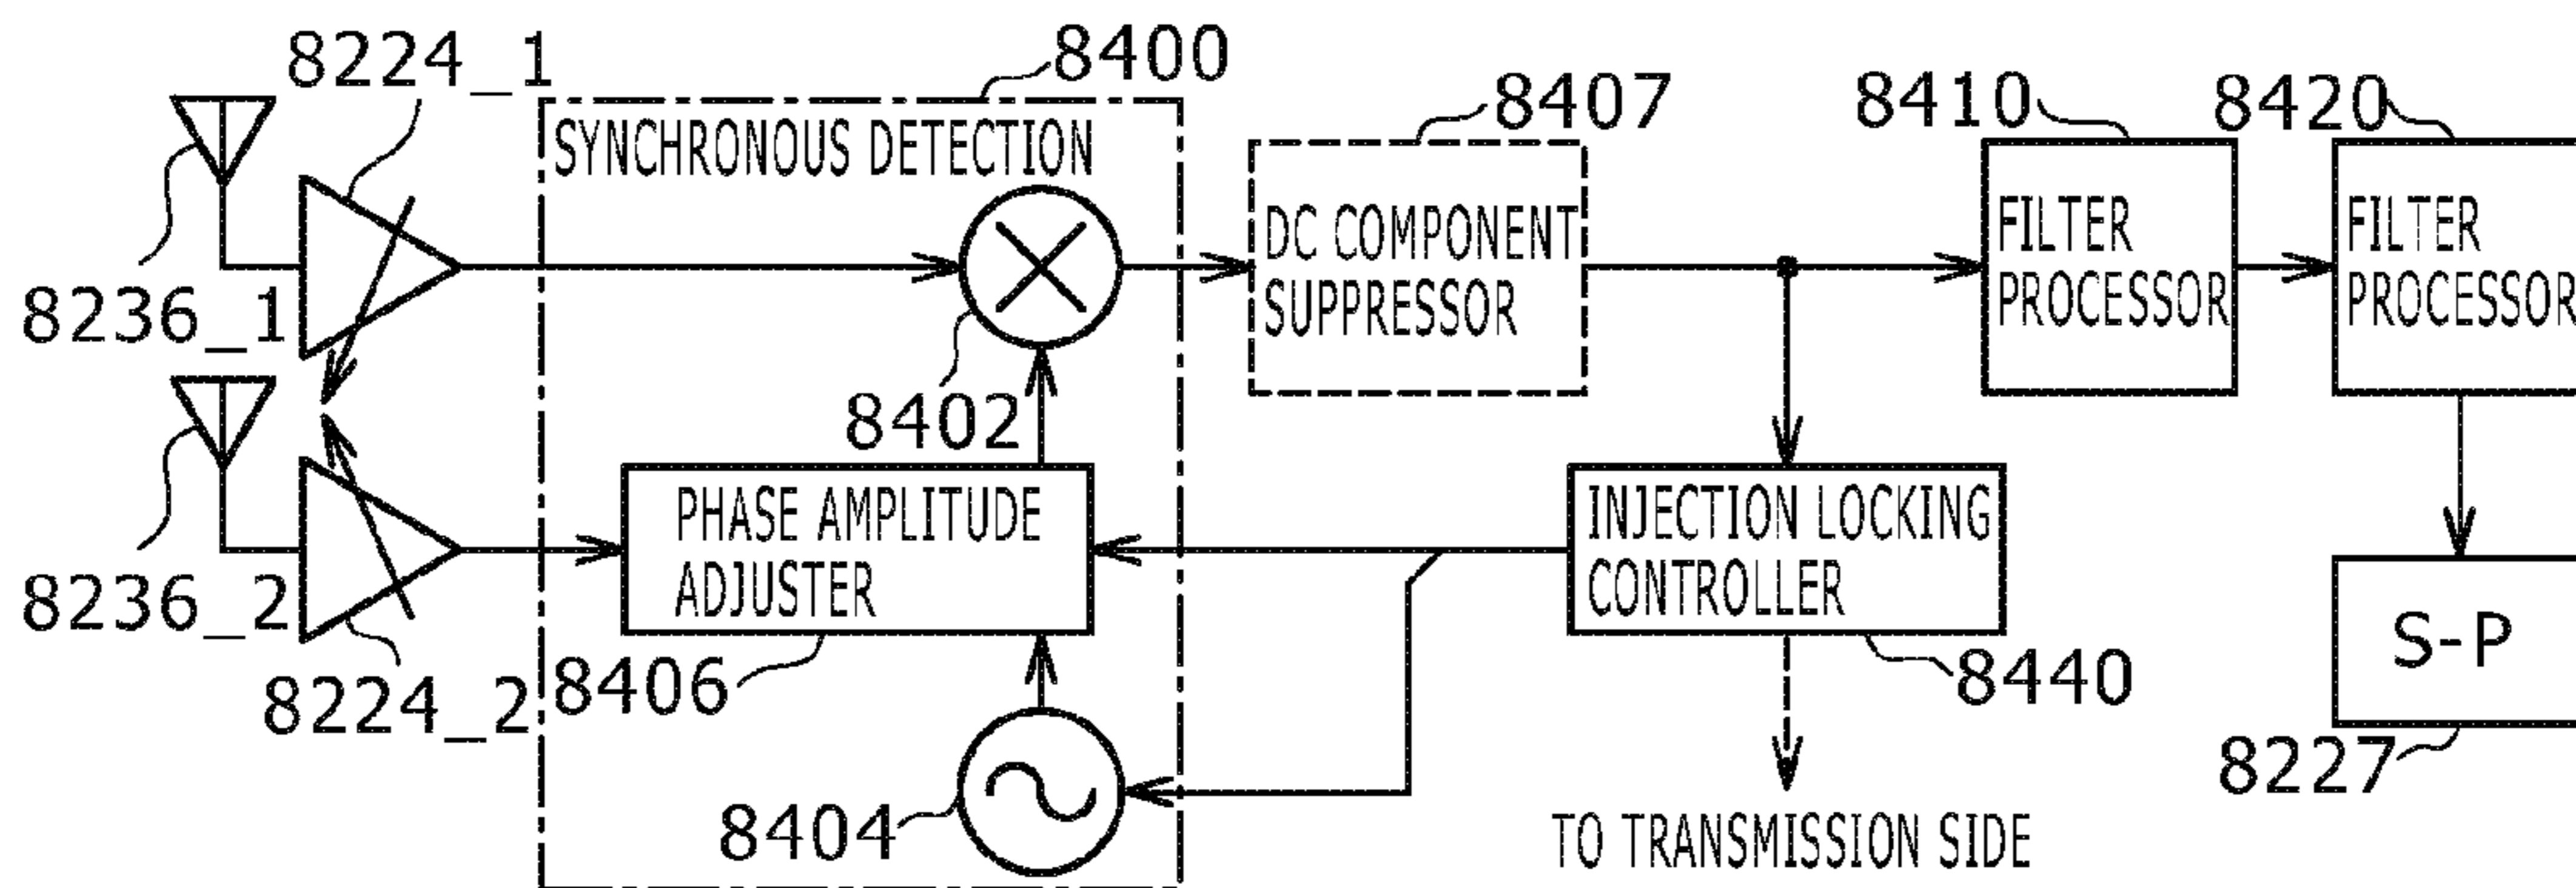 8224_1
8400
8407
8410
8420
SYNCHRONOUS DETECTION
8236_1
DC COMPONENT
SUPPRESSOR
FILTER
PROCESSOR
FILTER
PROCESSOR
8402
8236_2
PHASE AMPLITUDE
ADJUSTER
INJECTION LOCKING
CONTROLLER
8224_2
8406
8440
S-P
8227
8404
TO TRANSMISSION SIDE